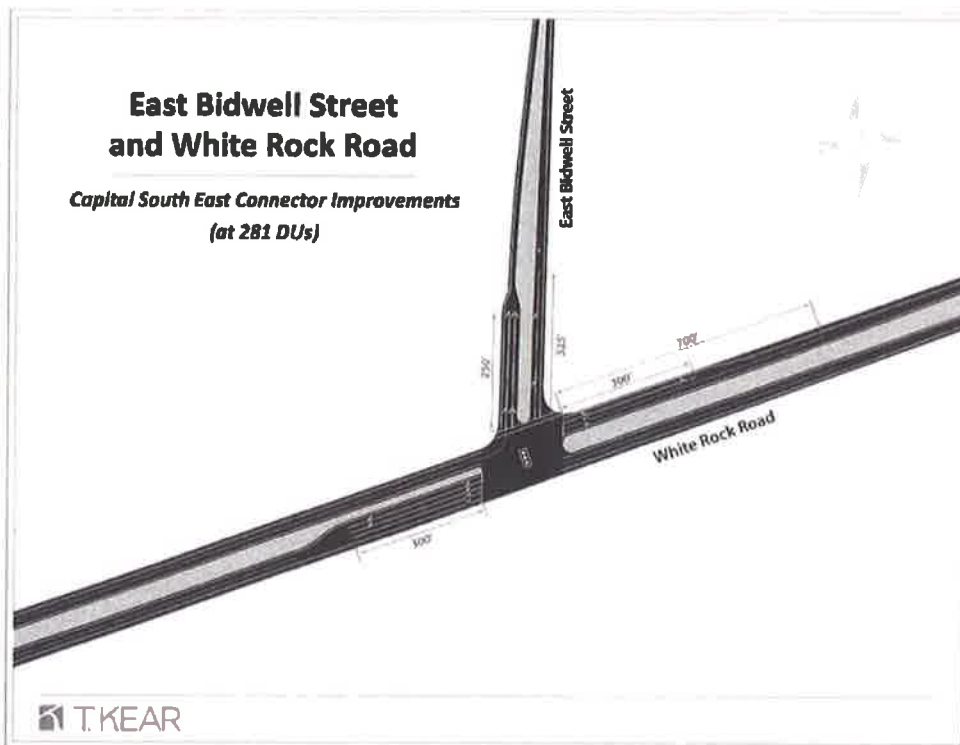 East Bidwell Street
and White Rock Road
Capital South East Connector Improvements
(at 281 DUs)
East Bidwell Street
250'
325'
300'
White Rock Road
300'
T.KEAR